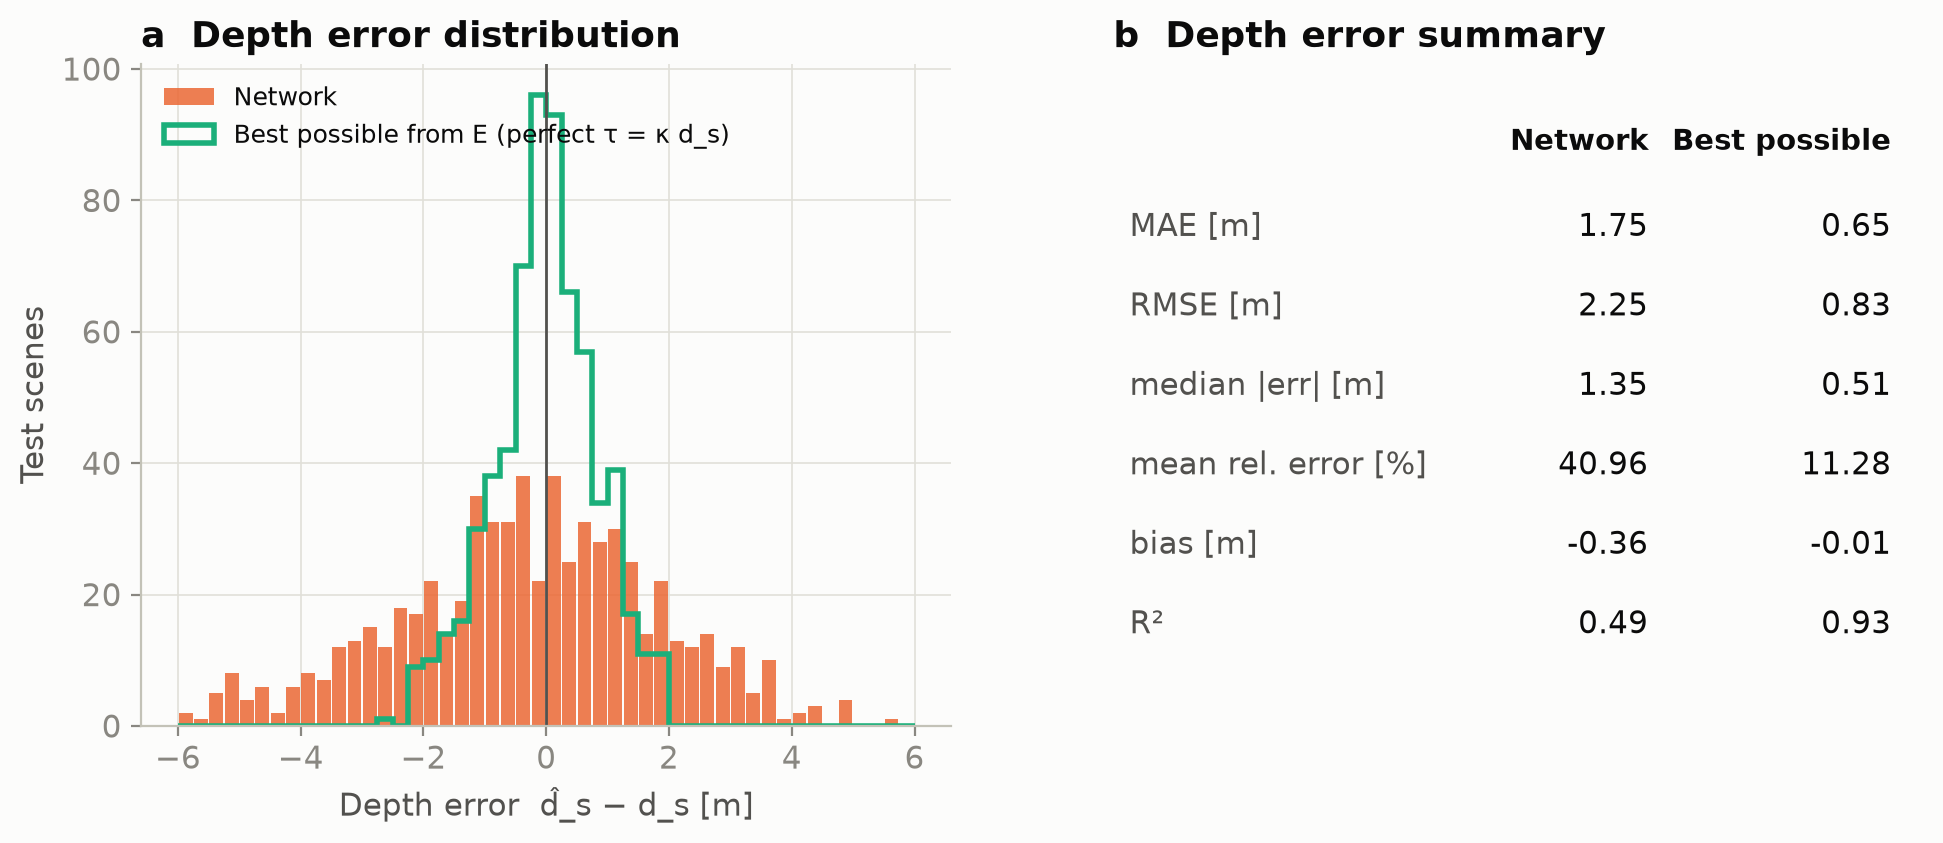 a Depth error distribution
100
80
60
40
20
0
Test scenes
Network
Best possible from E (perfect τ = κ d_s)
−6 −4 −2 0 2 4 6
Depth error d̂_s − d_s [m]
b Depth error summary
Network Best possible
MAE [m] 1.75 0.65
RMSE [m] 2.25 0.83
median |err| [m] 1.35 0.51
mean rel. error [%] 40.96 11.28
bias [m] -0.36 -0.01
R² 0.49 0.93